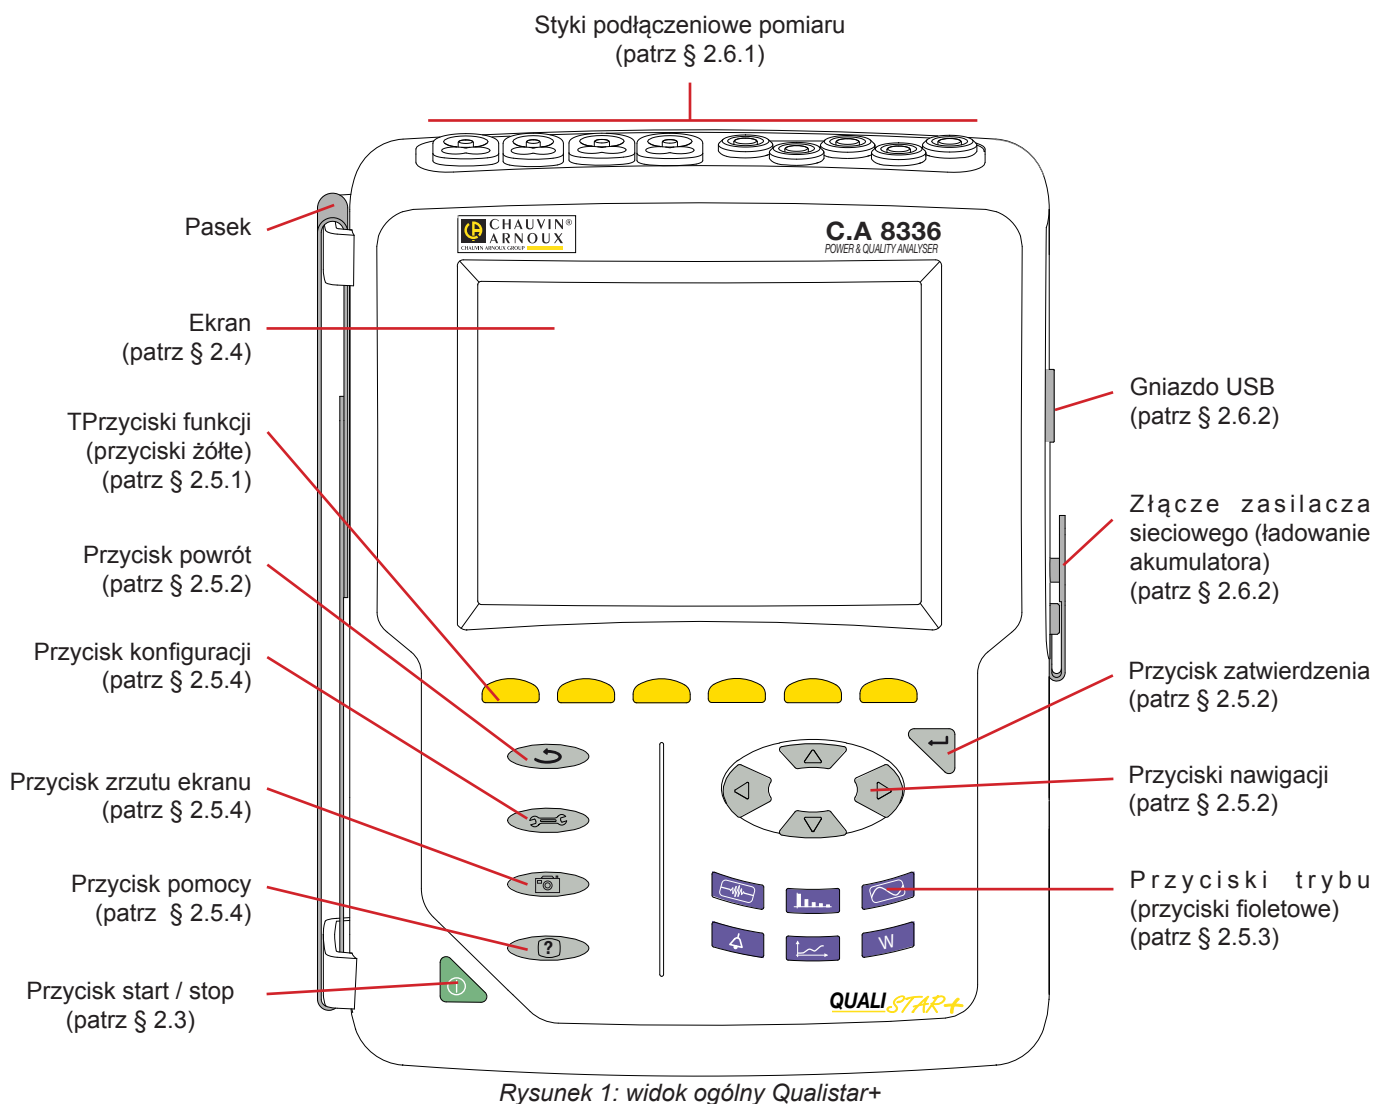 Styki podłączeniowe pomiaru
(patrz § 2.6.1)
Pasek
CHAUVIN®
ARNOUX
CHAUVIN ARNOUX GROUP
C.A 8336
POWER & QUALITY ANALYSER
Ekran
(patrz § 2.4)
TPrzyciski funkcji
(przyciski żółte)
(patrz § 2.5.1)
Przycisk powrót
(patrz § 2.5.2)
Przycisk konfiguracji
(patrz § 2.5.4)
Przycisk zrzutu ekranu
(patrz § 2.5.4)
Przycisk pomocy
(patrz § 2.5.4)
Przycisk start / stop
(patrz § 2.3)
Gniazdo USB
(patrz § 2.6.2)
Złącze zasilacza
sieciowego (ładowanie
akumulatora)
(patrz § 2.6.2)
Przycisk zatwierdzenia
(patrz § 2.5.2)
Przyciski nawigacji
(patrz § 2.5.2)
Przyciski trybu
(przyciski fioletowe)
(patrz § 2.5.3)
?
W
QUALISTAR+
Rysunek 1: widok ogólny Qualistar+